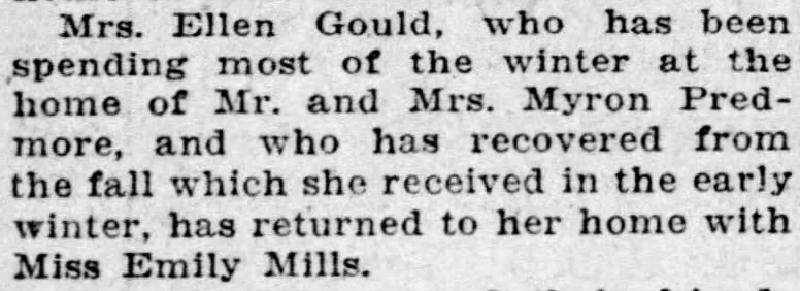 Mrs. Ellen Gould, who has been
spending most of the winter at the
home of Mr. and Mrs. Myron Pred-
more, and who has recovered from
the fall which she received in the early
winter, has returned to her home with
Miss Emily Mills.